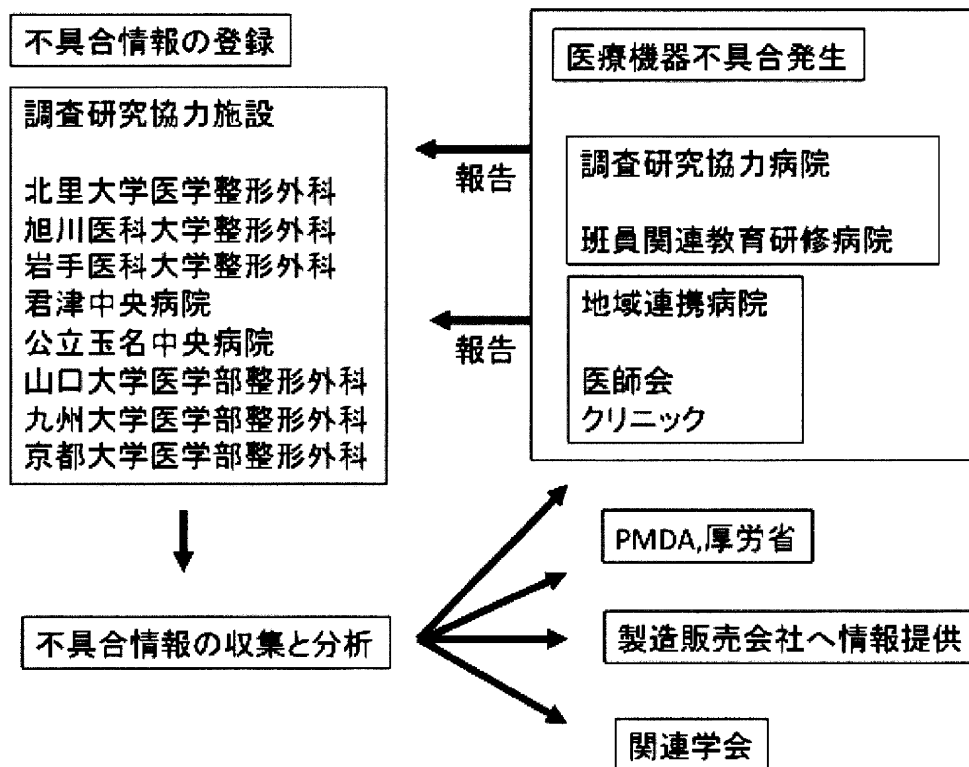 不具合情報の登録
調査研究協力施設
北里大学医学整形外科
旭川医科大学整形外科
岩手医科大学整形外科
君津中央病院
公立玉名中央病院
山口大学医学部整形外科
九州大学医学部整形外科
京都大学医学部整形外科
報告
報告
医療機器不具合発生
調査研究協力病院
班員関連教育研修病院
地域連携病院
医師会
クリニック
不具合情報の収集と分析
PMDA,厚労省
製造販売会社へ情報提供
関連学会